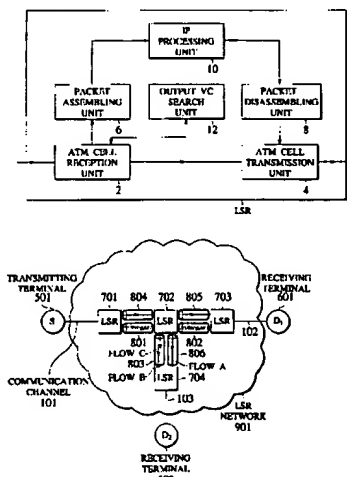 IP
PROCESSING
UNIT
10
PACKET
ASSEMBLING
UNIT
6
OUTPUT VC
SEARCH
UNIT
12
PACKET
DISASSEMBLING
UNIT
8
ATM CELL
RECEPTION
UNIT
2
ATM CELL
TRANSMISSION
UNIT
4
LSR
TRANSMITTING
TERMINAL
501
RECEIVING
TERMINAL
601
701 804 702 805 703
S
LSR
LSR
LSR
102
D1
801
802
FLOW C
806
803
FLOW A
FLOW B
LSR
704
COMMUNICATION
CHANNEL
101
103
LSR
NETWORK
901
D2
RECEIVING
TERMINAL